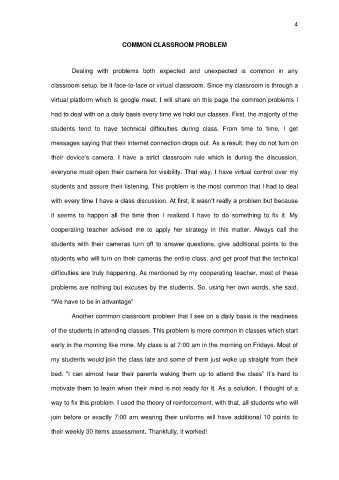 4
COMMON CLASSROOM PROBLEM
Dealing with problems both expected and unexpected is common in any
classroom setup, be it face-to-face or virtual classroom. Since my classroom is through a
virtual platform which is google meet, I will share on this page the common problems I
had to deal with on a daily basis every time we hold our classes. First, the majority of the
students tend to have technical difficulties during class. From time to time, I get
messages saying that their internet connection drops out. As a result, they do not turn on
their device's camera. I have a strict classroom rule which is during the discussion,
everyone must open their camera for visibility. That way, I have virtual control over my
students and assure their listening. This problem is the most common that I had to deal
with every time I have a class discussion. At first, it wasn't really a problem but because
it seems to happen all the time then I realized I have to do something to fix it. My
cooperating teacher advised me to apply her strategy in this matter. Always call the
students with their cameras turn off to answer questions, give additional points to the
students who will turn on their cameras the entire class, and get proof that the technical
difficulties are truly happening. As mentioned by my cooperating teacher, most of these
problems are nothing but excuses by the students. So, using her own words, she said;
"We have to be in advantage"
Another common classroom problem that I see on a daily basis is the readiness
of the students in attending classes. This problem is more common in classes which start
early in the morning like mine. My class is at 7:00 am in the morning on Fridays. Most of
my students would join the class late and some of them just woke up straight from their
bed. "I can almost hear their parents waking them up to attend the class" It's hard to
motivate them to learn when their mind is not ready for it. As a solution, I thought of a
way to fix this problem. I used the theory of reinforcement, with that, all students who will
join before or exactly 7:00 am wearing their uniforms will have additional 10 points to
their weekly 30 items assessment. Thankfully, it worked!